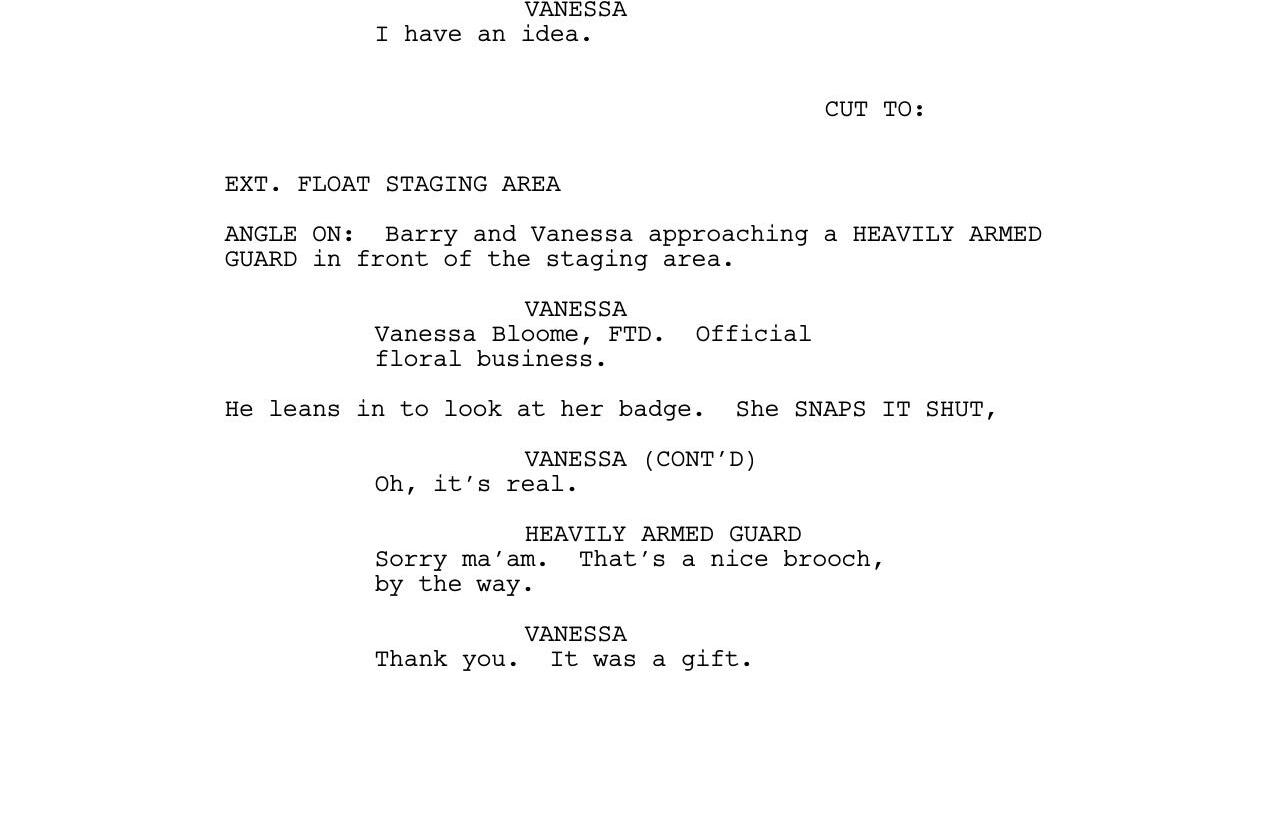 VANESSA
I have an idea.
CUT TO:
EXT. FLOAT STAGING AREA
ANGLE ON:  Barry and Vanessa approaching a HEAVILY ARMED
GUARD in front of the staging area.
VANESSA
Vanessa Bloome, FTD.  Official
floral business.
He leans in to look at her badge.  She SNAPS IT SHUT,
VANESSA (CONT’D)
Oh, it’s real.
HEAVILY ARMED GUARD
Sorry ma’am.  That’s a nice brooch,
by the way.
VANESSA
Thank you.  It was a gift.